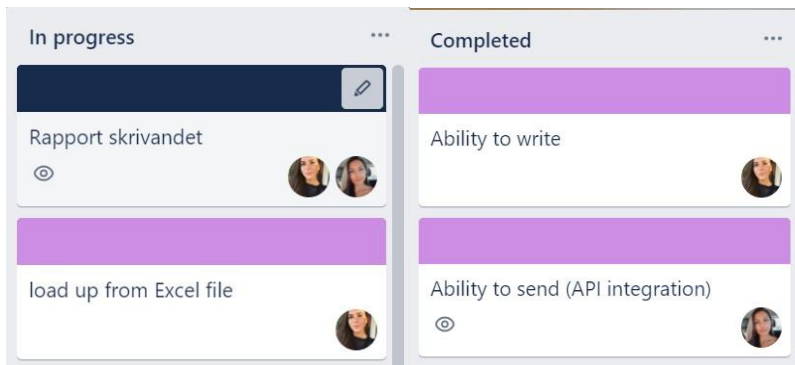 In progress
Rapport skrivandet
load up from Excel file
Completed
Ability to write
Ability to send (API integration)